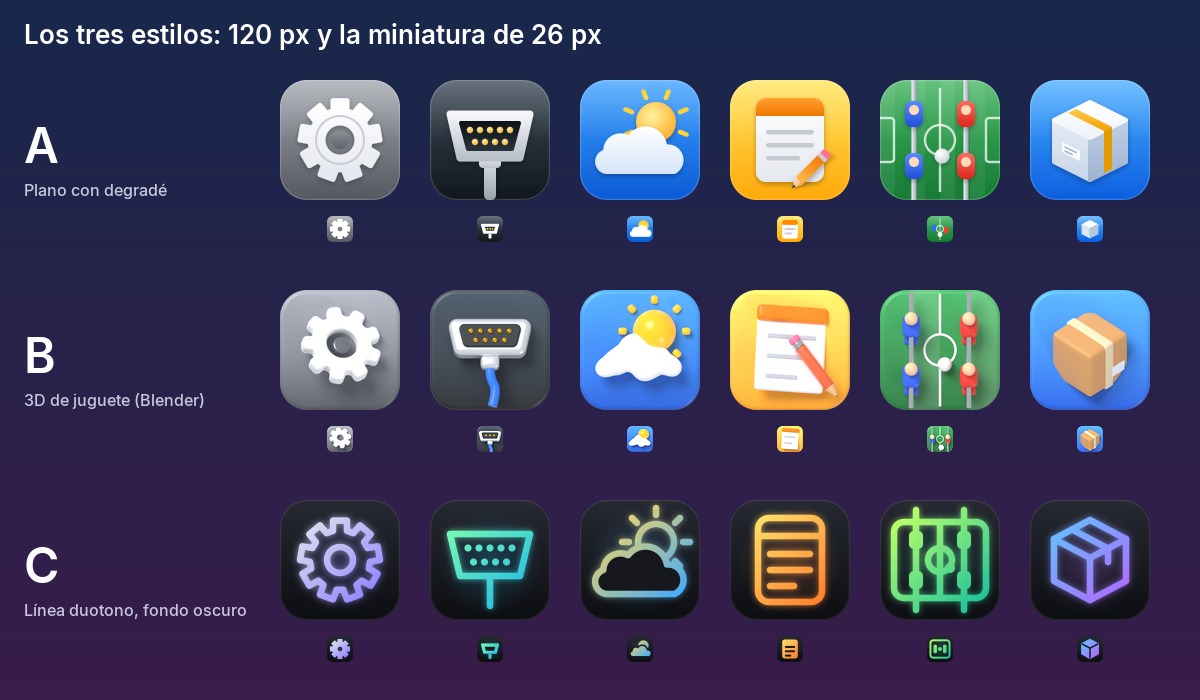 Los tres estilos: 120 px y la miniatura de 26 px
A
Plano con degradé
B
3D de juguete (Blender)
C
Línea duotono, fondo oscuro